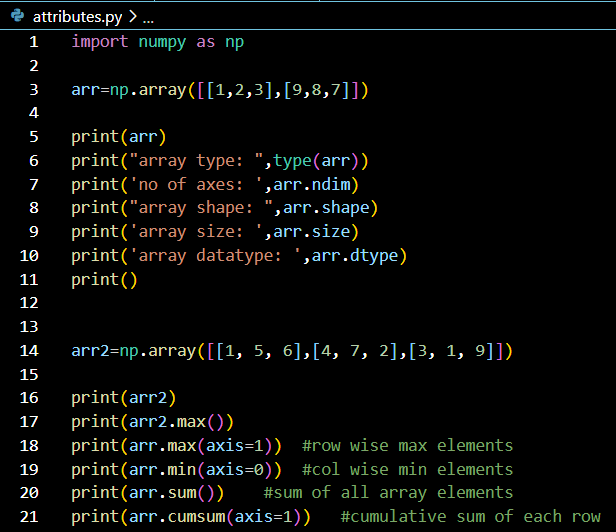 attributes.py > ...
1 import numpy as np
2
3 arr=np.array([[1,2,3],[9,8,7]])
4
5 print(arr)
6 print("array type: ",type(arr))
7 print('no of axes: ',arr.ndim)
8 print("array shape: ",arr.shape)
9 print('array size: ',arr.size)
10 print('array datatype: ',arr.dtype)
11 print()
12
13
14 arr2=np.array([[1, 5, 6],[4, 7, 2],[3, 1, 9]])
15
16 print(arr2)
17 print(arr2.max())
18 print(arr.max(axis=1))  #row wise max elements
19 print(arr.min(axis=0))  #col wise min elements
20 print(arr.sum())    #sum of all array elements
21 print(arr.cumsum(axis=1))   #cumulative sum of each row